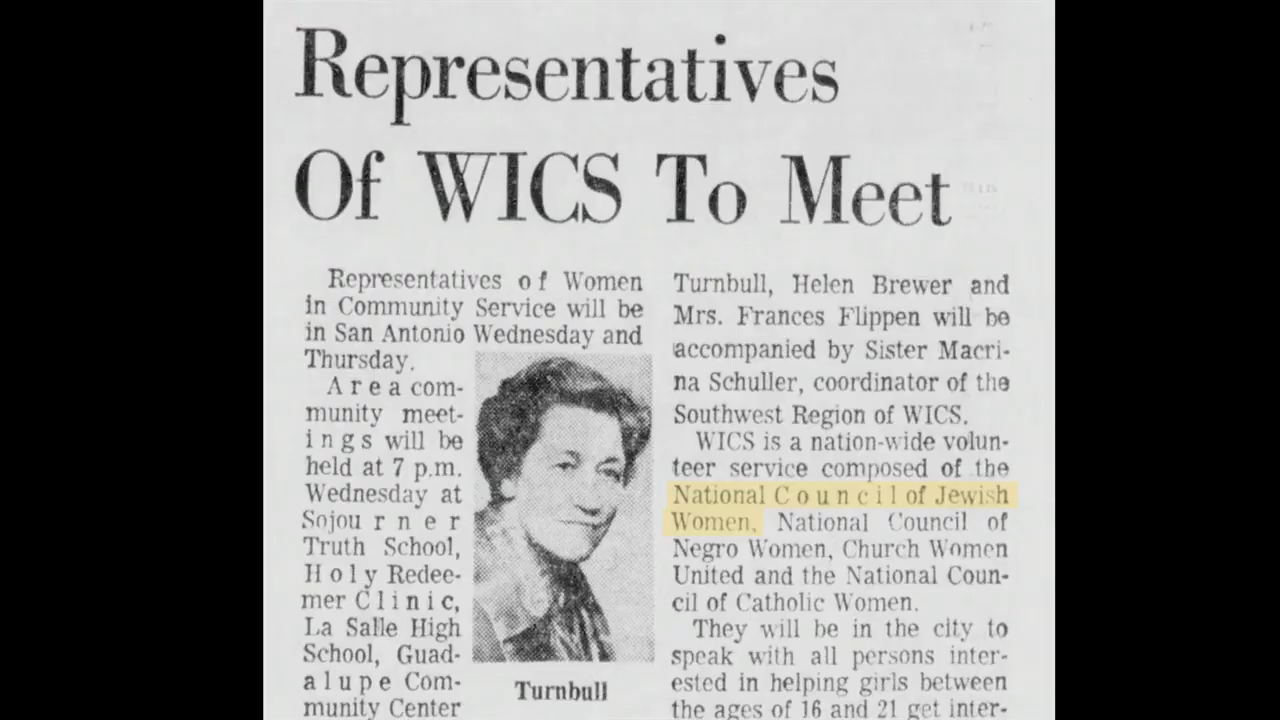 Representatives
Of WICS To Meet
Representatives of Women
in Community Service will be
in San Antonio Wednesday and
Thursday.
Area com-
munity meet-
ings will be
held at 7 p.m.
Wednesday at
Sojourner
Truth School,
Holy Redee-
mer Clinic,
La Salle High
School, Guad-
alupe Com-
munity Center
Turnbull
Turnbull, Helen Brewer and
Mrs. Frances Flippen will be
accompanied by Sister Macri-
na Schuller, coordinator of the
Southwest Region of WICS.
WICS is a nation-wide volun-
teer service composed of the
National Council of Jewish
Women, National Council of
Negro Women, Church Women
United and the National Coun-
cil of Catholic Women.
They will be in the city to
speak with all persons inter-
ested in helping girls between
the ages of 16 and 21 get inter-